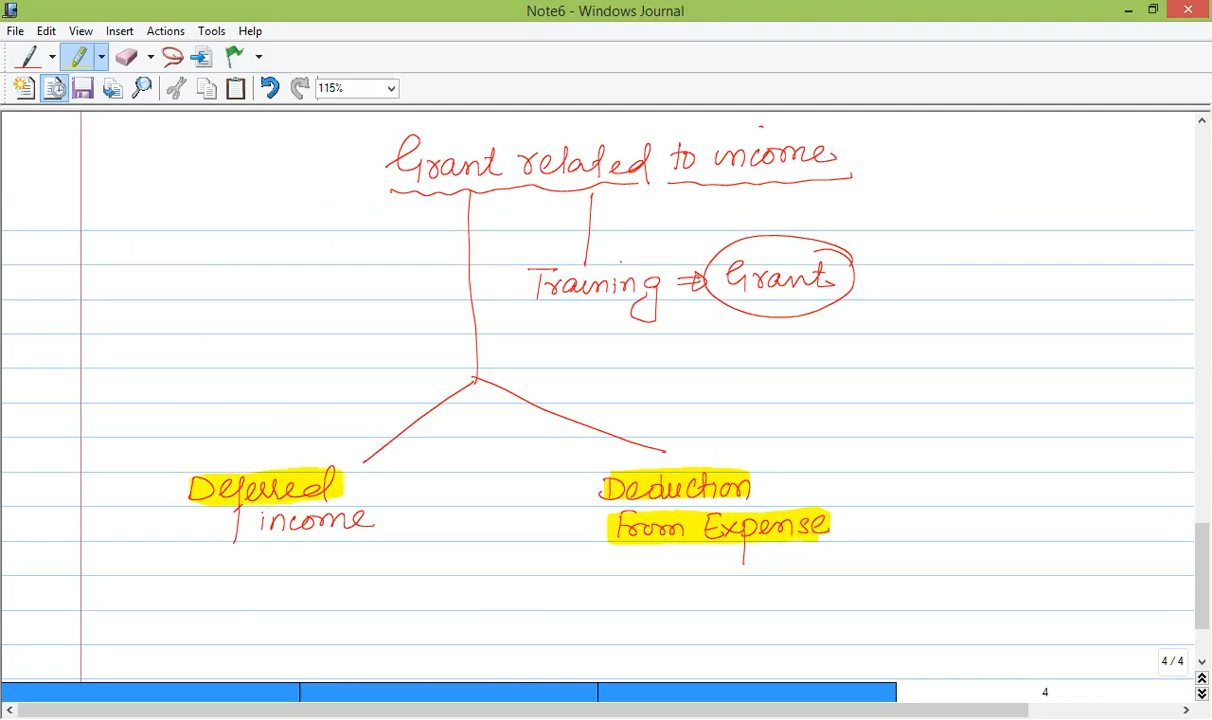 Note6 - Windows Journal
File Edit View Insert Actions Tools Help
115%
Grant related to income
Training ⇒ Grant
Deferred
income
Deduction
From Expense
4 / 4
4